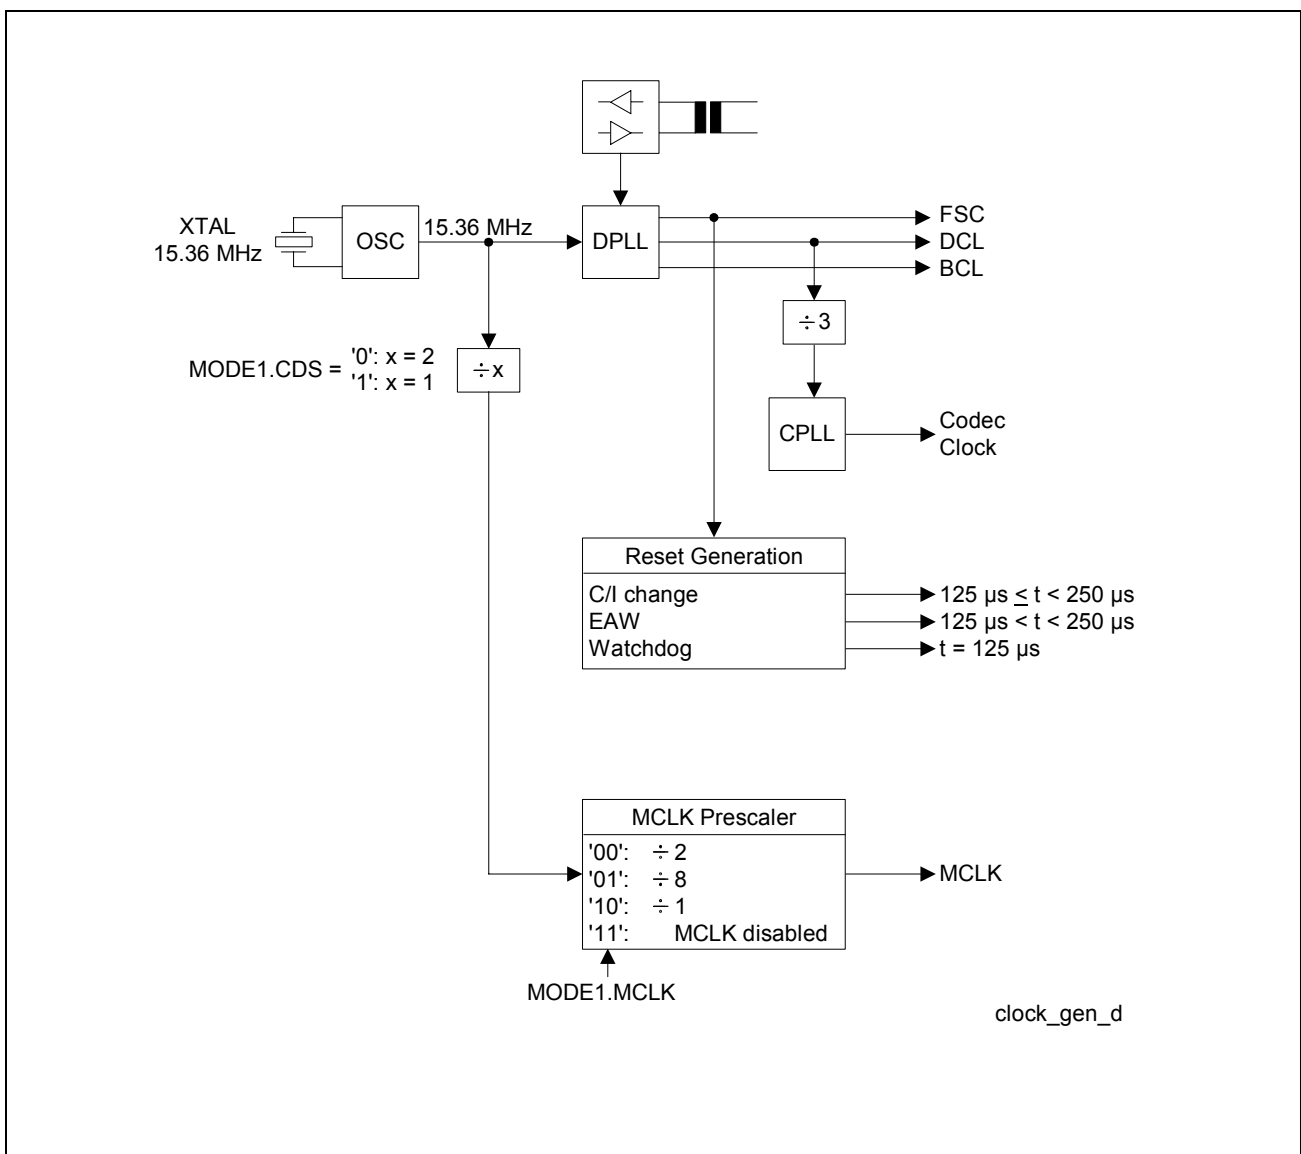 XTAL
15.36 MHz
OSC
15.36 MHz
DPLL
FSC
DCL
BCL
÷3
MODE1.CDS = '0': x = 2
'1': x = 1
÷x
CPLL
Codec
Clock
Reset Generation
C/I change
125 µs ≤ t < 250 µs
EAW
125 µs ≤ t < 250 µs
Watchdog
t = 125 µs
MCLK Prescaler
'00': ÷2
'01': ÷8
'10': ÷1
'11': MCLK disabled
MCLK
MODE1.MCLK
clock_gen_d